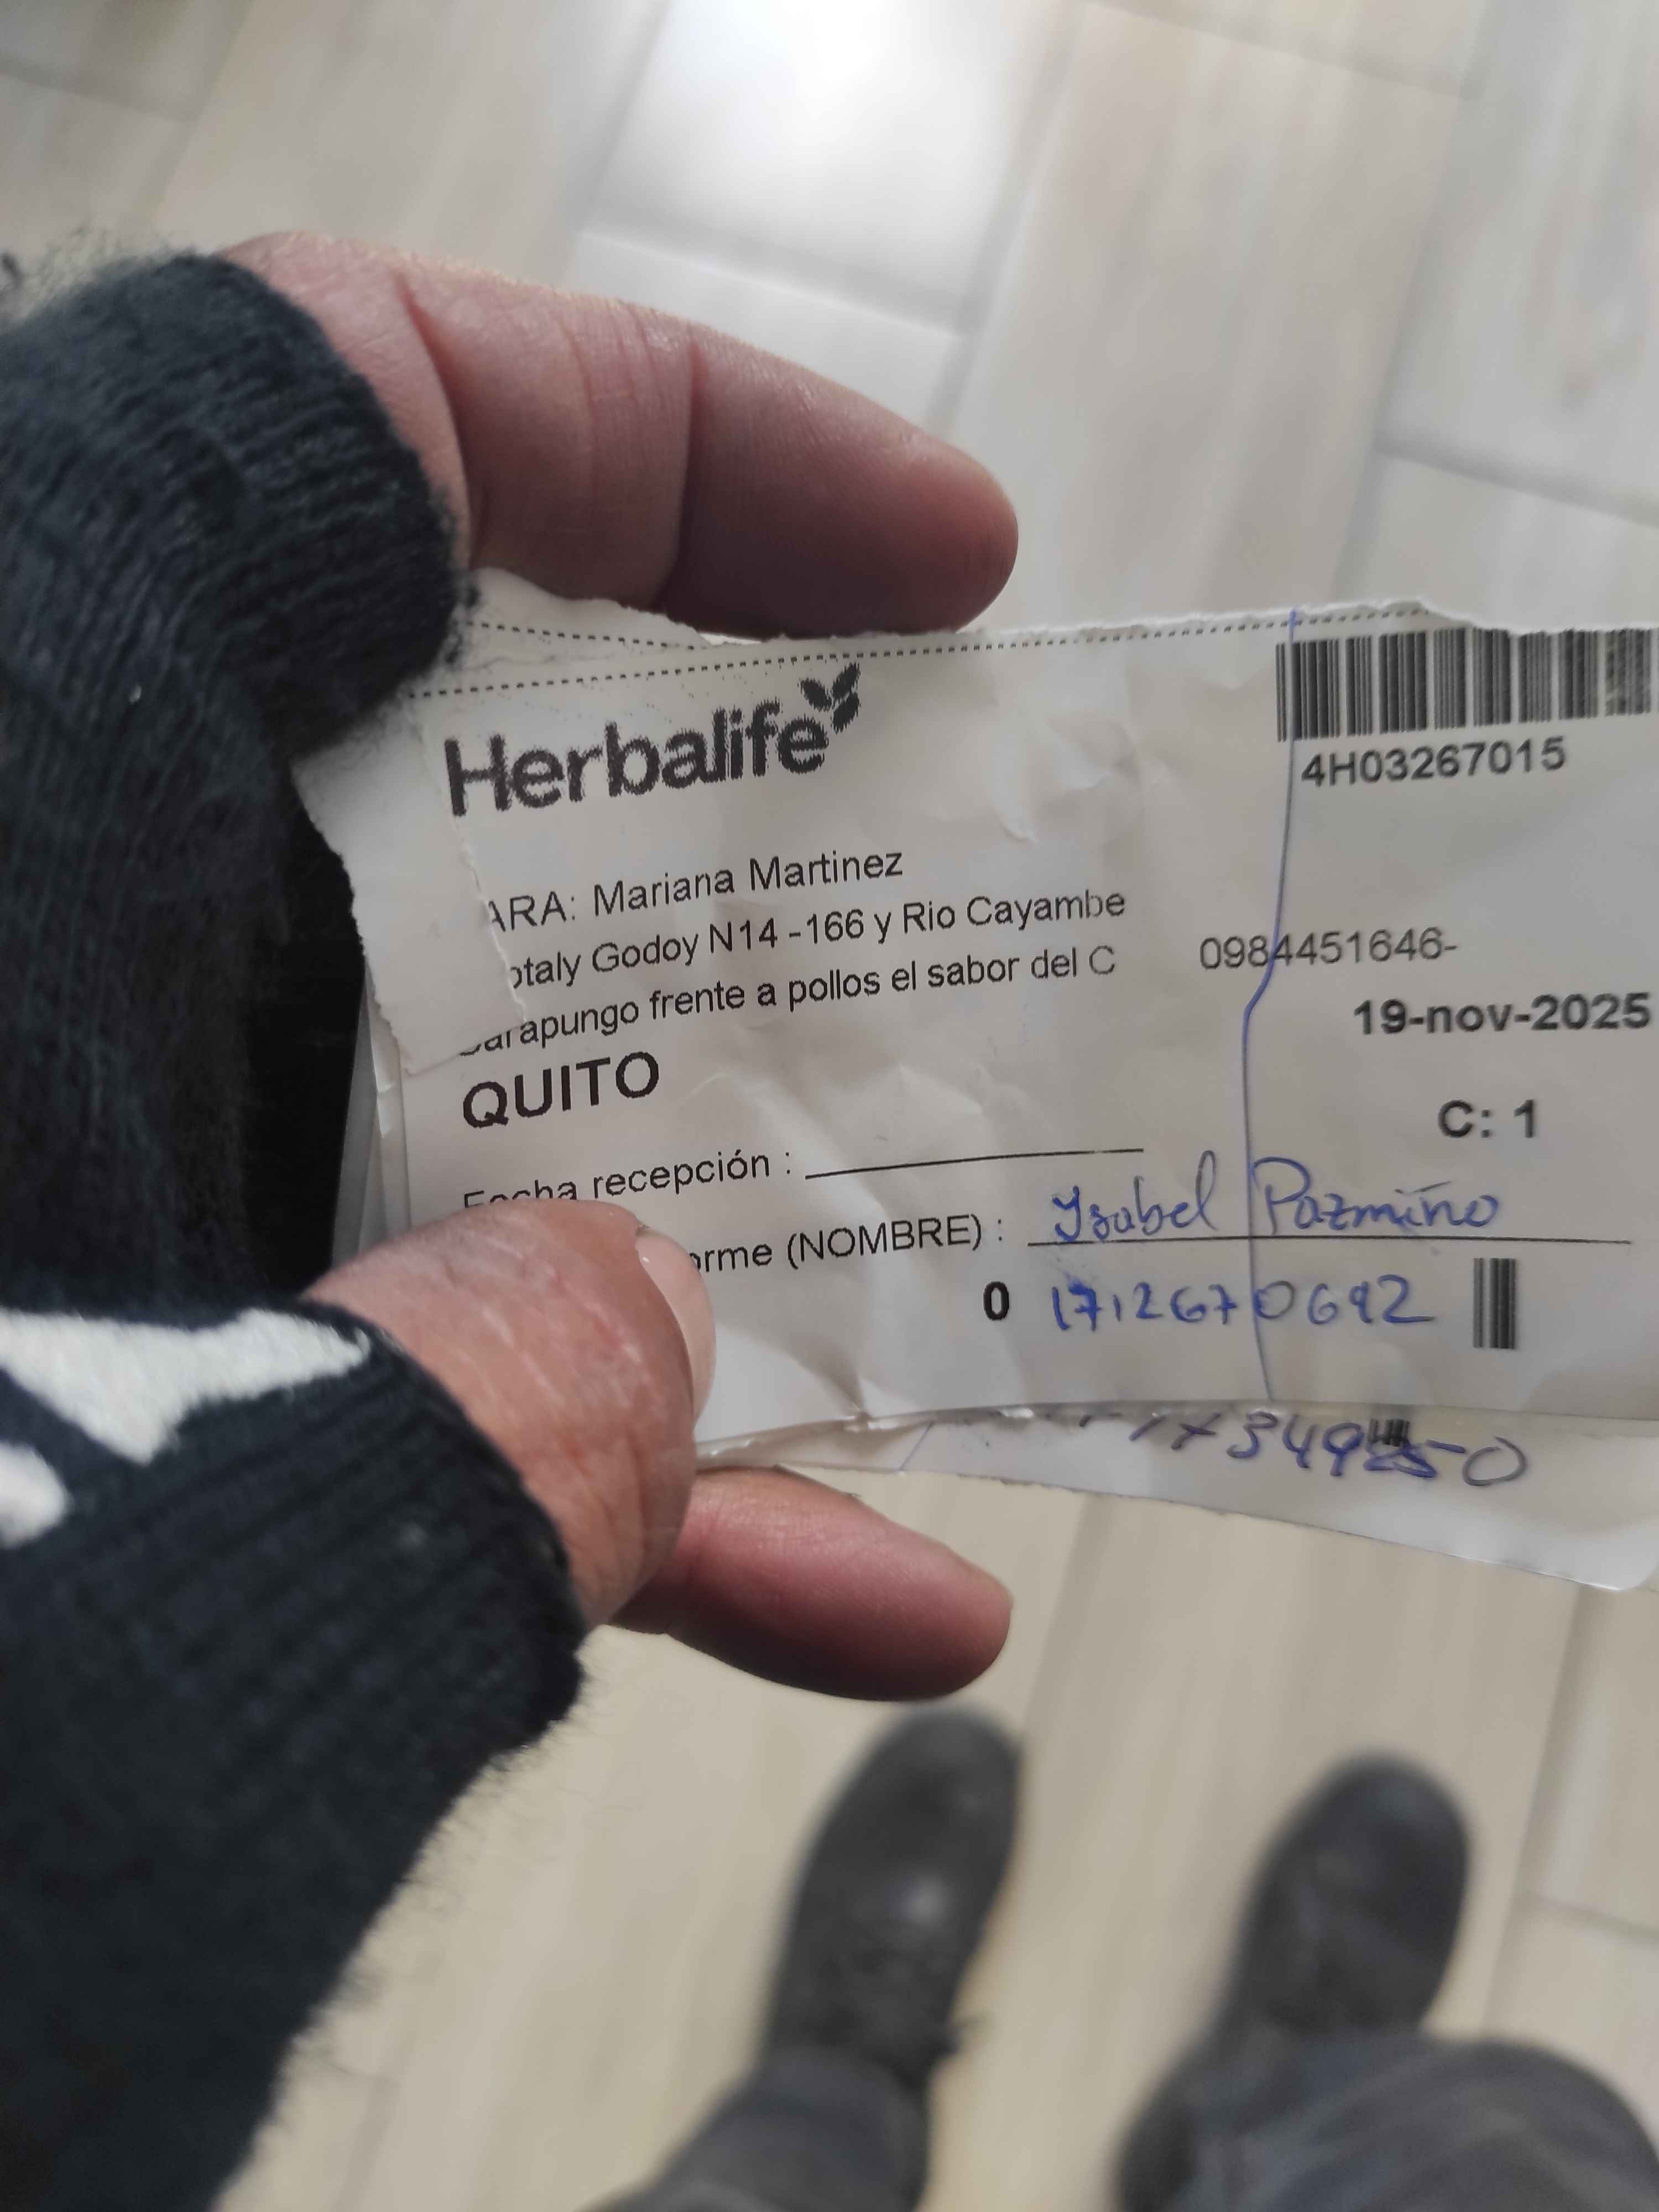 Herbalife
4H03267015
ARA: Mariana Martinez
otaly Godoy N14 -166 y Rio Cayambe
0984451646-
arapungo frente a pollos el sabor del C
19-nov-2025
QUITO
C: 1
Fecha recepción :
orme (NOMBRE) : Ysabel Pazmiño
0 1712670692